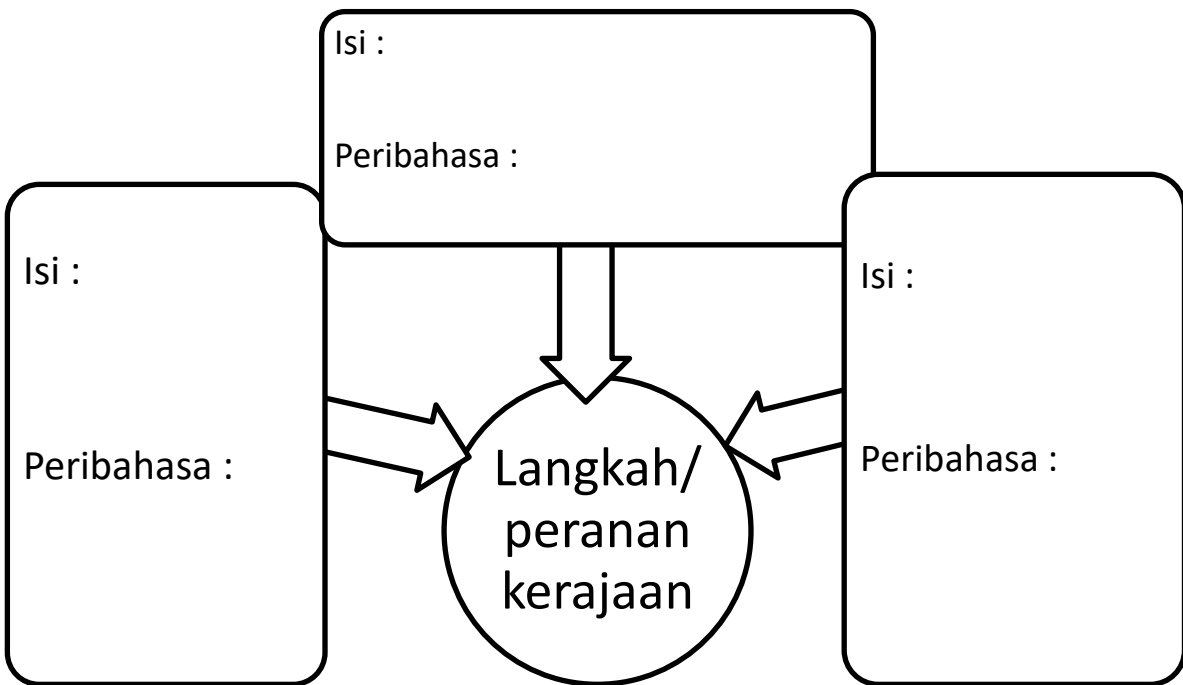 Isi :
Peribahasa :
Isi :
Peribahasa :
Isi :
Peribahasa :
Langkah/
peranan
kerajaan